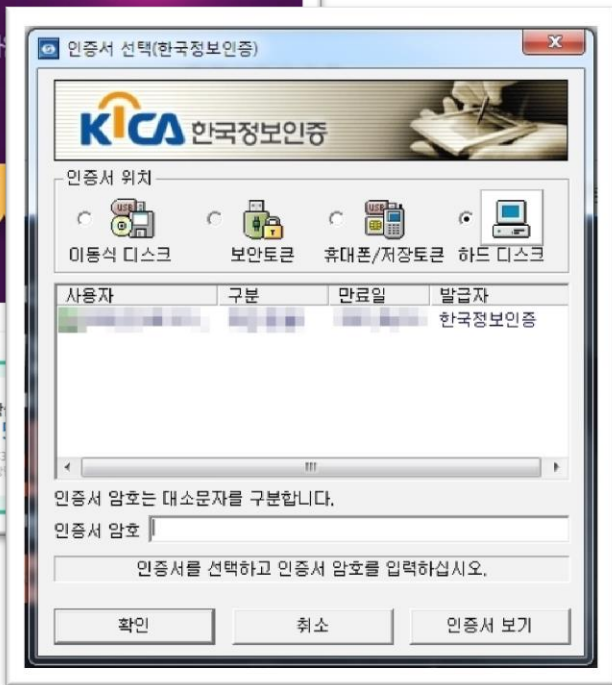 인증서 선택(한국정보인증)
KICA 한국정보인증
인증서 위치
이동식 디스크 보안토큰 휴대폰/저장토큰 하드 디스크
사용자 구분 만료일 발급자
한국정보인증
인증서 암호는 대소문자를 구분합니다.
인증서 암호
인증서를 선택하고 인증서 암호를 입력하십시오.
확인 취소 인증서 보기